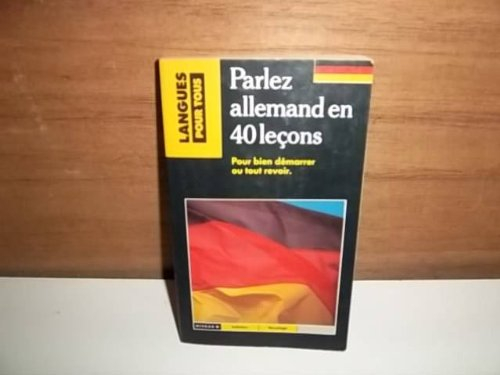 LANGUES
POUR TOUS
Parlez
allemand en
40 leçons
Pour bien démarrer
ou tout revoir.